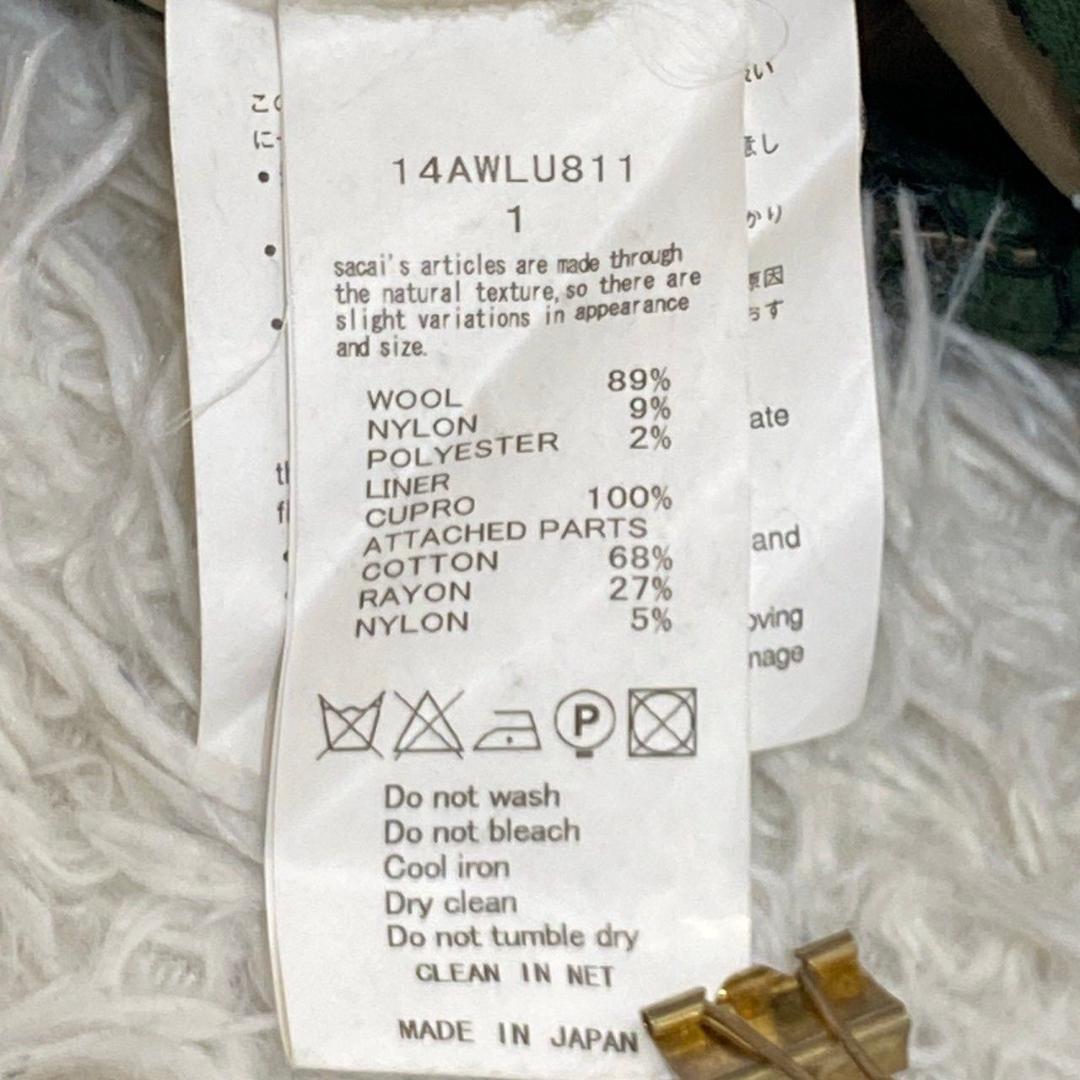 14AWLU811
1
sacai's articles are made through
the natural texture, so there are
slight variations in appearance
and size.
WOOL 89%
NYLON 9%
POLYESTER 2%
LINER
CUPRO 100%
ATTACHED PARTS
COTTON 68%
RAYON 27%
NYLON 5%
P
Do not wash
Do not bleach
Cool iron
Dry clean
Do not tumble dry
CLEAN IN NET
MADE IN JAPAN
and